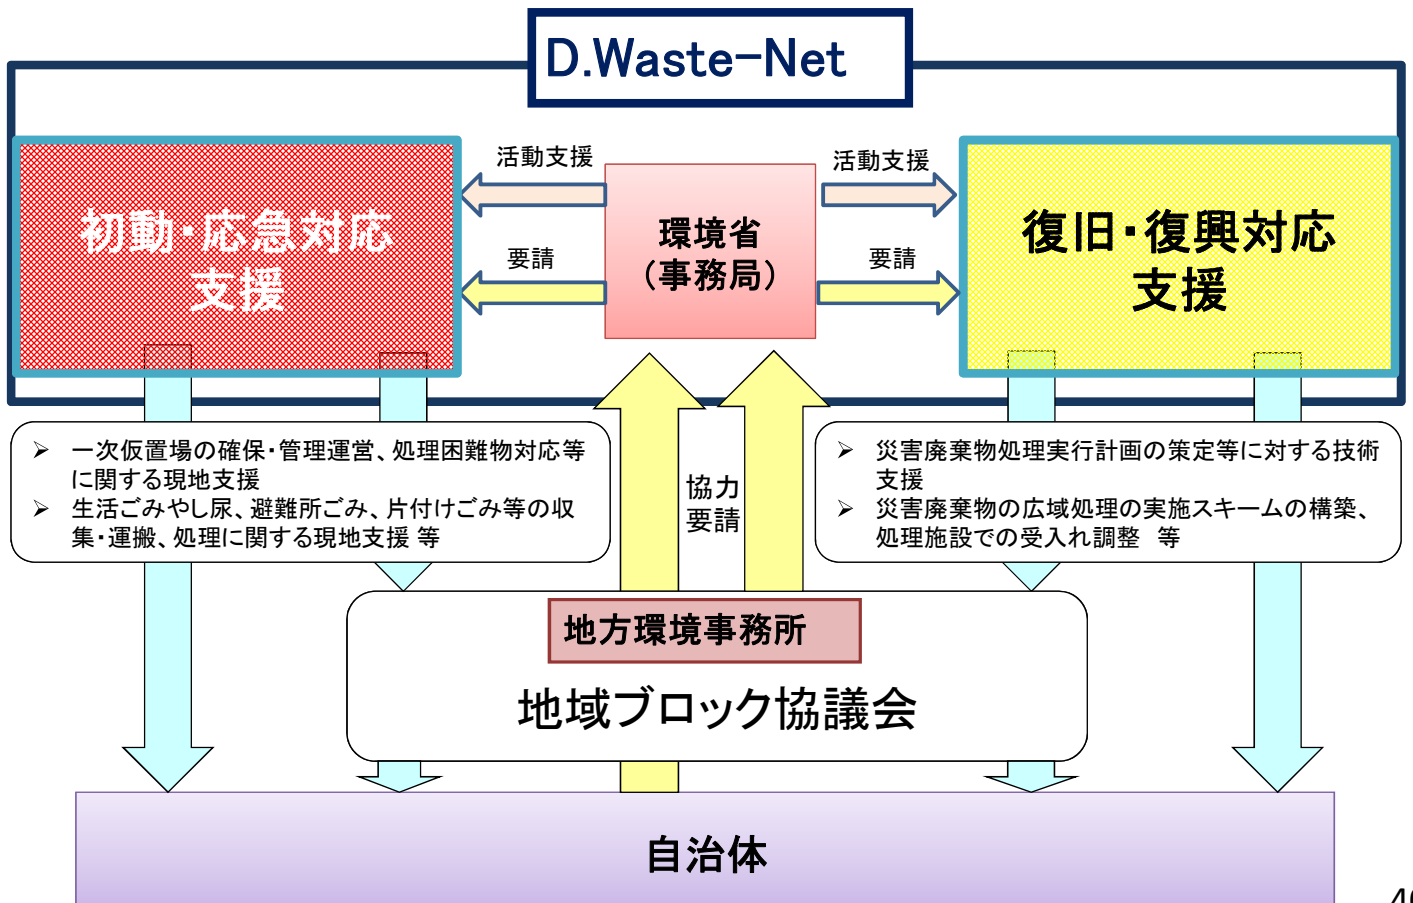 D.Waste-Net
初動・応急対応
支援
活動支援
要請
環境省
（事務局）
活動支援
要請
復旧・復興対応
支援
➢ 一次仮置場の確保・管理運営、処理困難物対応等
に関する現地支援
➢ 生活ごみやし尿、避難所ごみ、片付けごみ等の収
集・運搬、処理に関する現地支援 等
協力
要請
➢ 災害廃棄物処理実行計画の策定等に対する技術
支援
➢ 災害廃棄物の広域処理の実施スキームの構築、
処理施設での受入れ調整 等
地方環境事務所
地域ブロック協議会
自治体